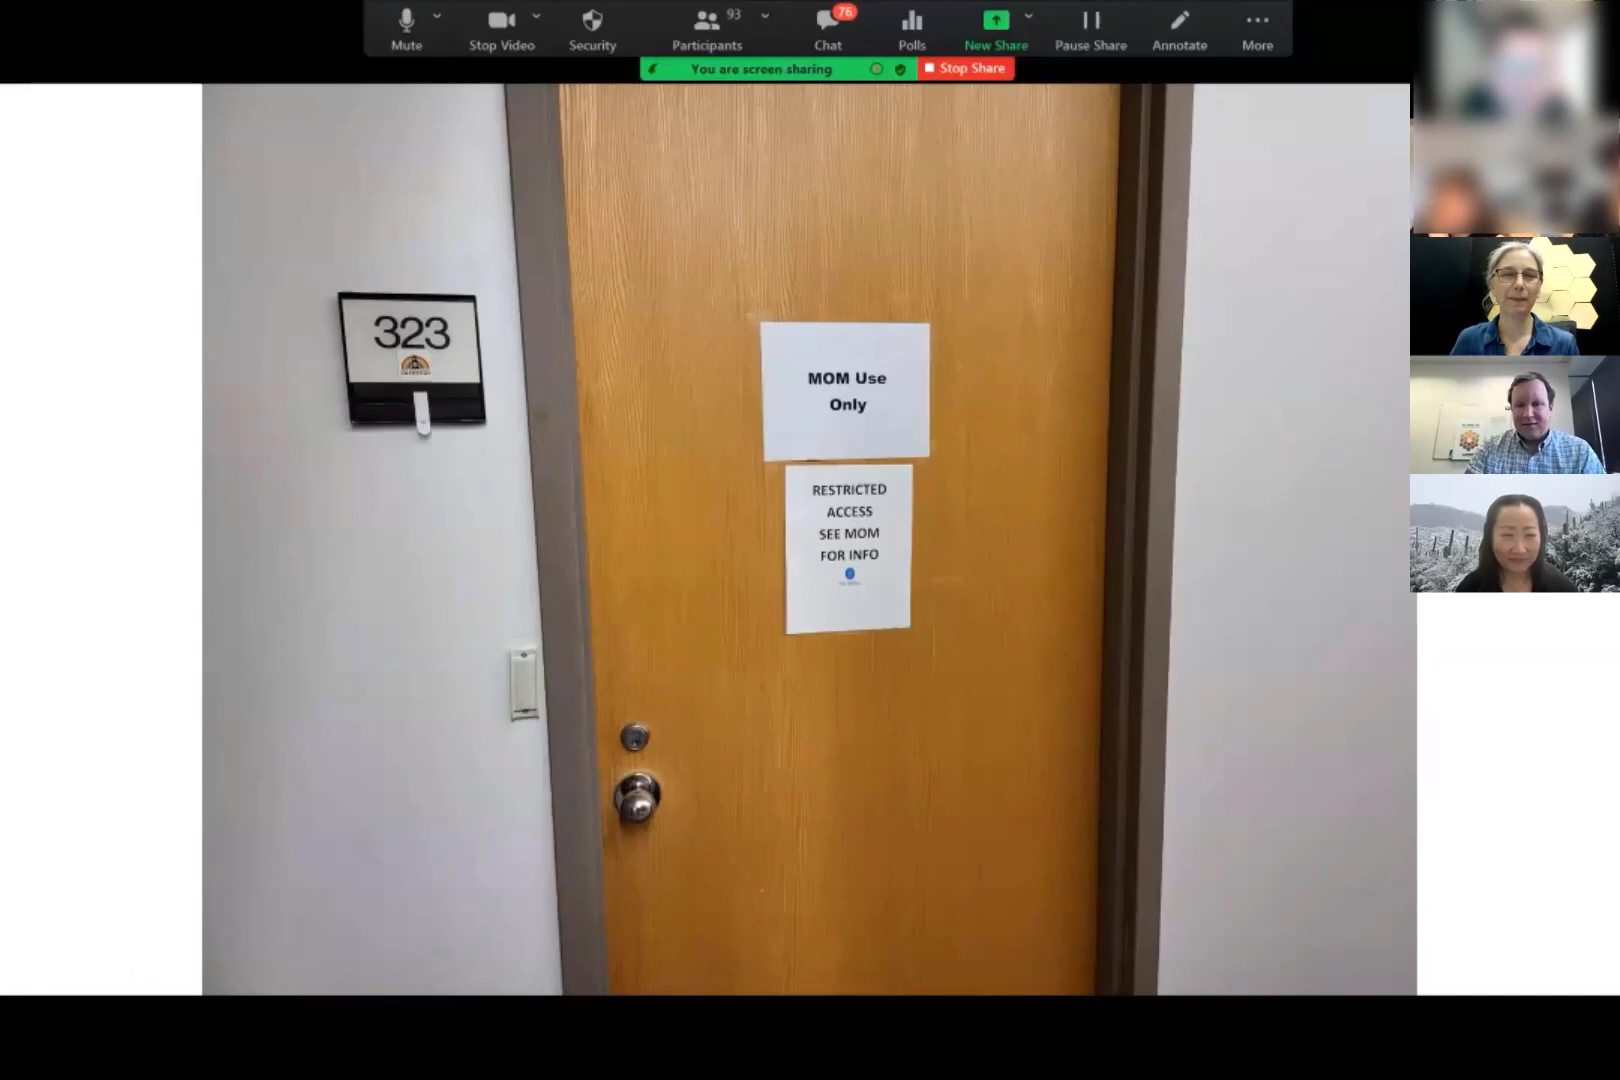 93
76
Mute
Stop Video
Security
Participants
Chat
Polls
New Share
Pause Share
Annotate
More
You are screen sharing
Stop Share
323
MOM Use
Only
RESTRICTED
ACCESS
SEE MOM
FOR INFO